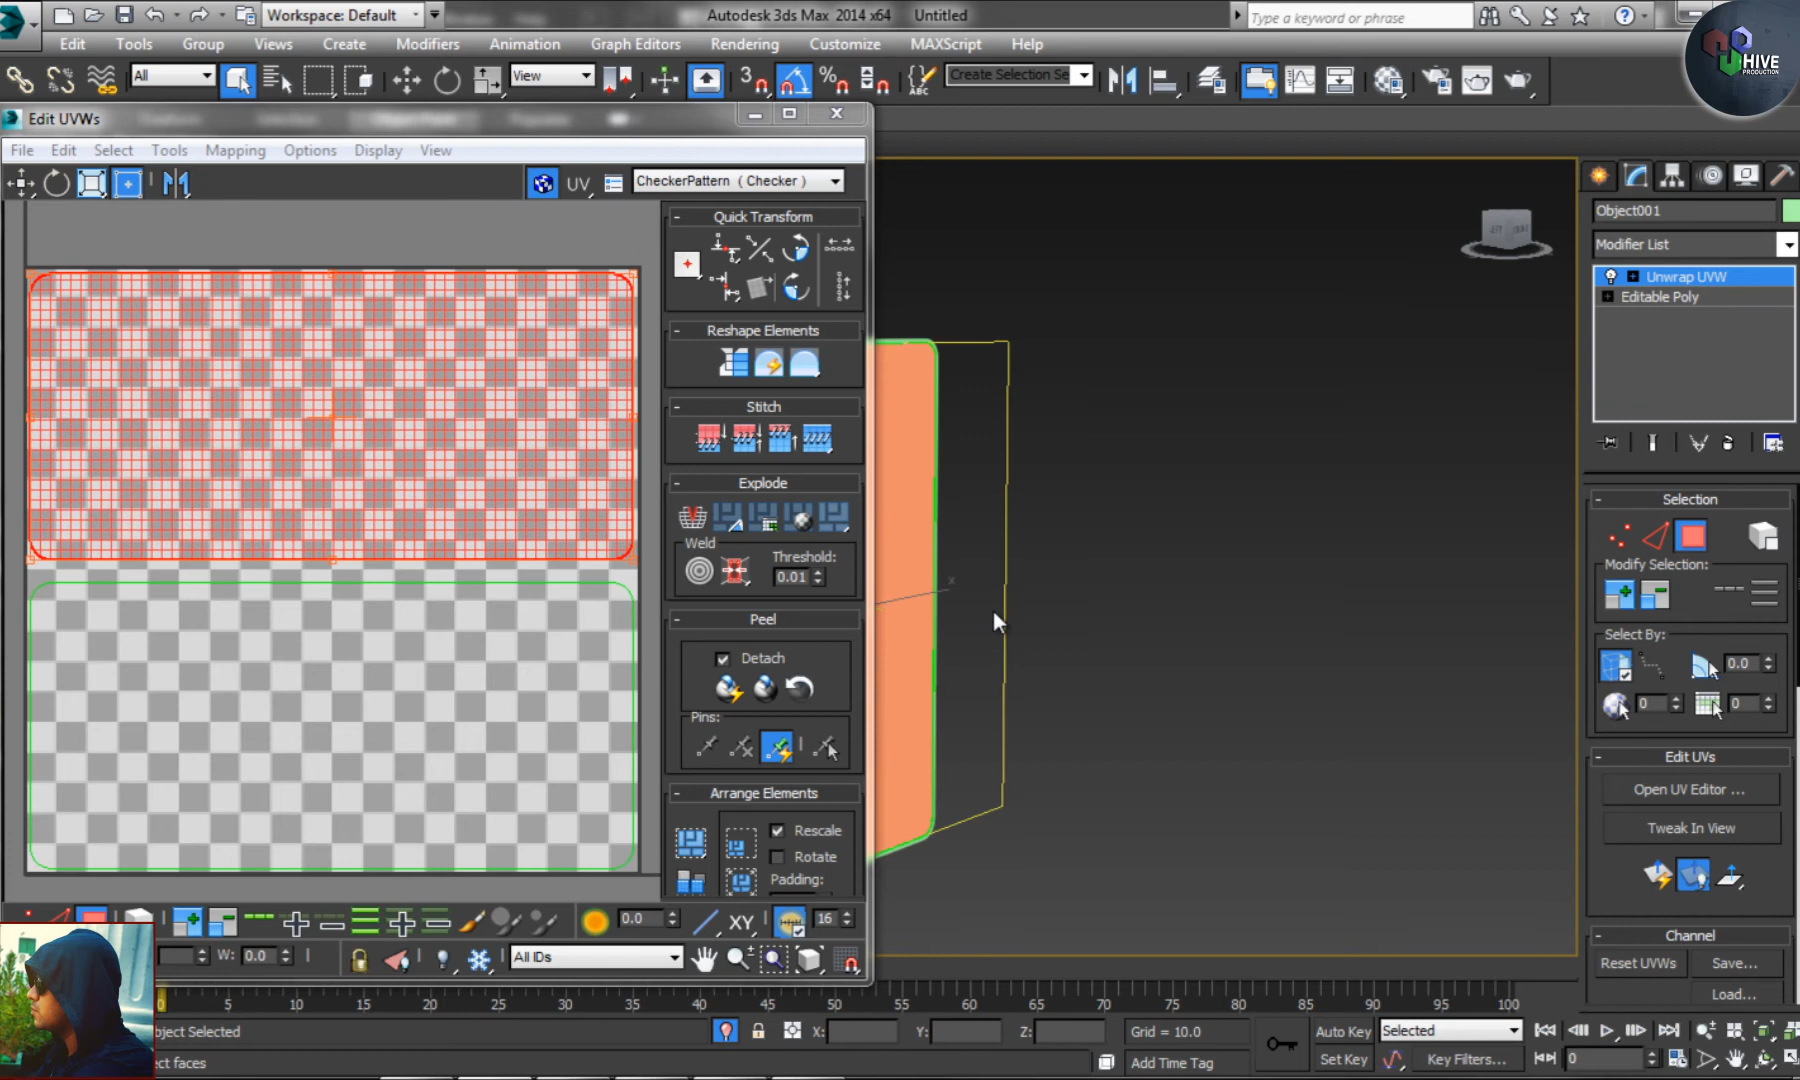 Workspace: Default
Autodesk 3ds Max 2014 x64 Untitled
Type a keyword or phrase
Edit Tools Group Views Create Modifiers Animation Graph Editors Rendering Customize MAXScript Help
All
View
3
%
ABC
Create Selection Se
HIVE
PRODUCTION
Edit UVWs
File Edit Select Tools Mapping Options Display View
UV
CheckerPattern ( Checker )
Quick Transform
Reshape Elements
Stitch
Explode
Weld
Threshold:
0.01
Peel
Detach
Pins:
Arrange Elements
Rescale
Rotate
Padding:
0.0
XY
16
W: 0.0
All IDs
x
Object001
Modifier List
Unwrap UVW
Editable Poly
Selection
Modify Selection:
Select By:
0.0
0
0
Edit UVs
Open UV Editor ...
Tweak In View
Channel
Reset UVWs Save...
Load...
0 5 10 15 20 25 30 35 40 45 50 55 60 65 70 75 80 85 90 95 100
bject Selected
X: Y: Z:
Grid = 10.0
Auto Key
Selected
ct faces
Add Time Tag
Set Key
Key Filters...
0